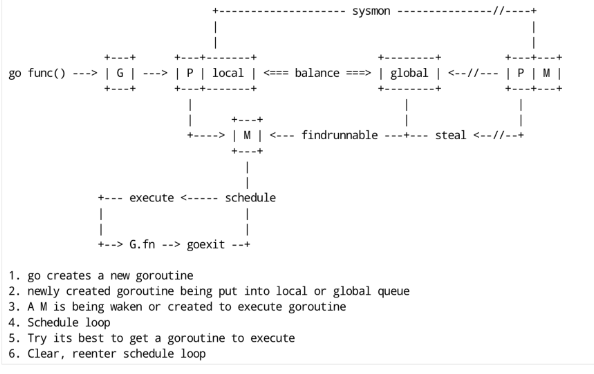 +-------------------- sysmon ---------------//----+
|                                                 |
|                                                 |
+---+      +---+-------+                   +--------+          +---+---+
go func() ---> | G | ---> | P | local | <=== balance ===> | global | <--//--- | P | M |
+---+      +---+-------+                   +--------+          +---+---+
|                                  |                    |
|      +---+                       |                    |
+----> | M | <--- findrunnable ---+--- steal <--//--+
+---+
|
|
+--- execute <----- schedule
|                   |
|                   |
+--> G.fn --> goexit --+
1. go creates a new goroutine
2. newly created goroutine being put into local or global queue
3. A M is being waken or created to execute goroutine
4. Schedule loop
5. Try its best to get a goroutine to execute
6. Clear, reenter schedule loop